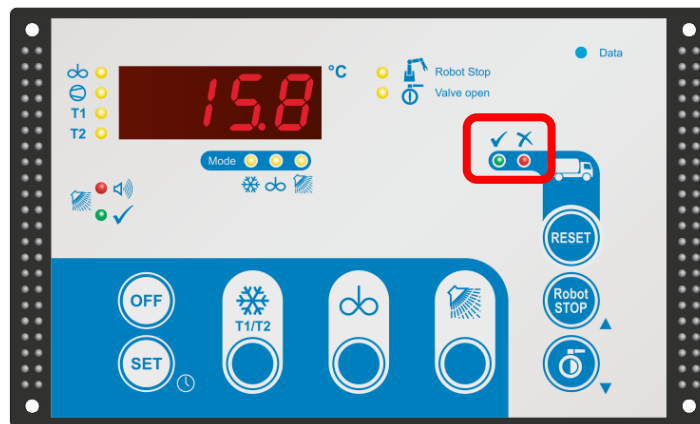 15.8 °C
Robot Stop
Valve open
Data
T1
T2
Mode
RESET
OFF
T1/T2
Robot
STOP
SET